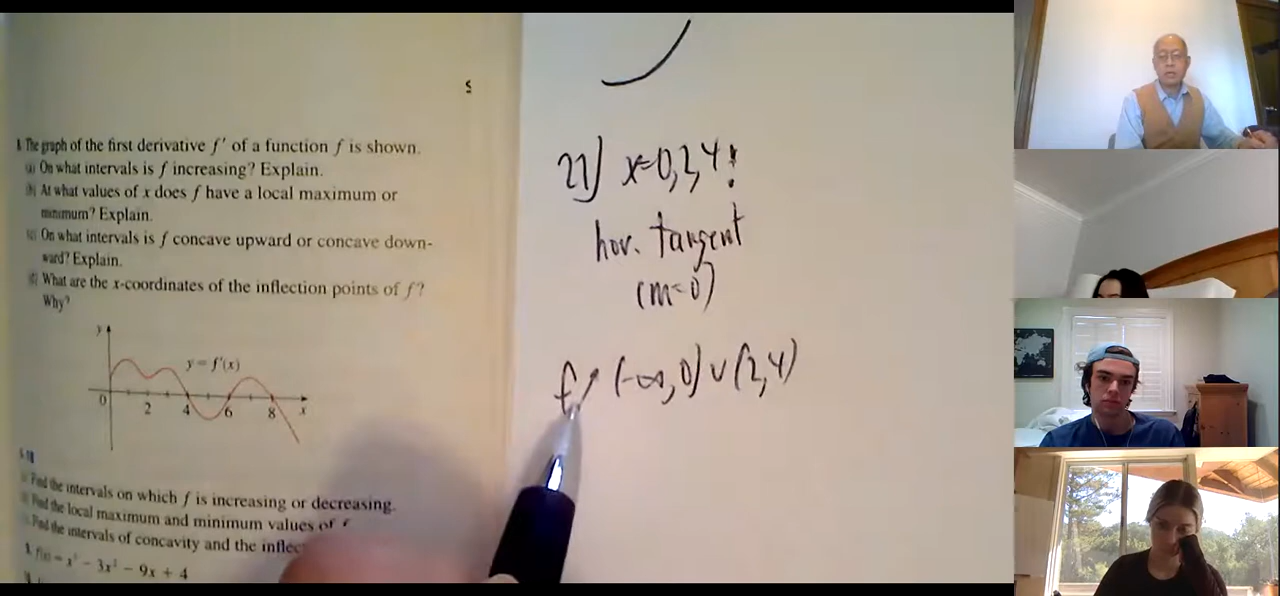 5
8. The graph of the first derivative f′ of a function f is shown.
(a) On what intervals is f increasing? Explain.
(b) At what values of x does f have a local maximum or
minimum? Explain.
(c) On what intervals is f concave upward or concave down-
ward? Explain.
(d) What are the x-coordinates of the inflection points of f?
Why?
y
y = f′(x)
0 2 4 6 8 x
Find the intervals on which f is increasing or decreasing.
Find the local maximum and minimum values of f
Find the intervals of concavity and the inflec
f(x) = x³ − 3x² − 9x + 4
21) x=0,2,4!
hor. tangent
(m=0)
f ↗ (-∞,0) ∪ (2,4)